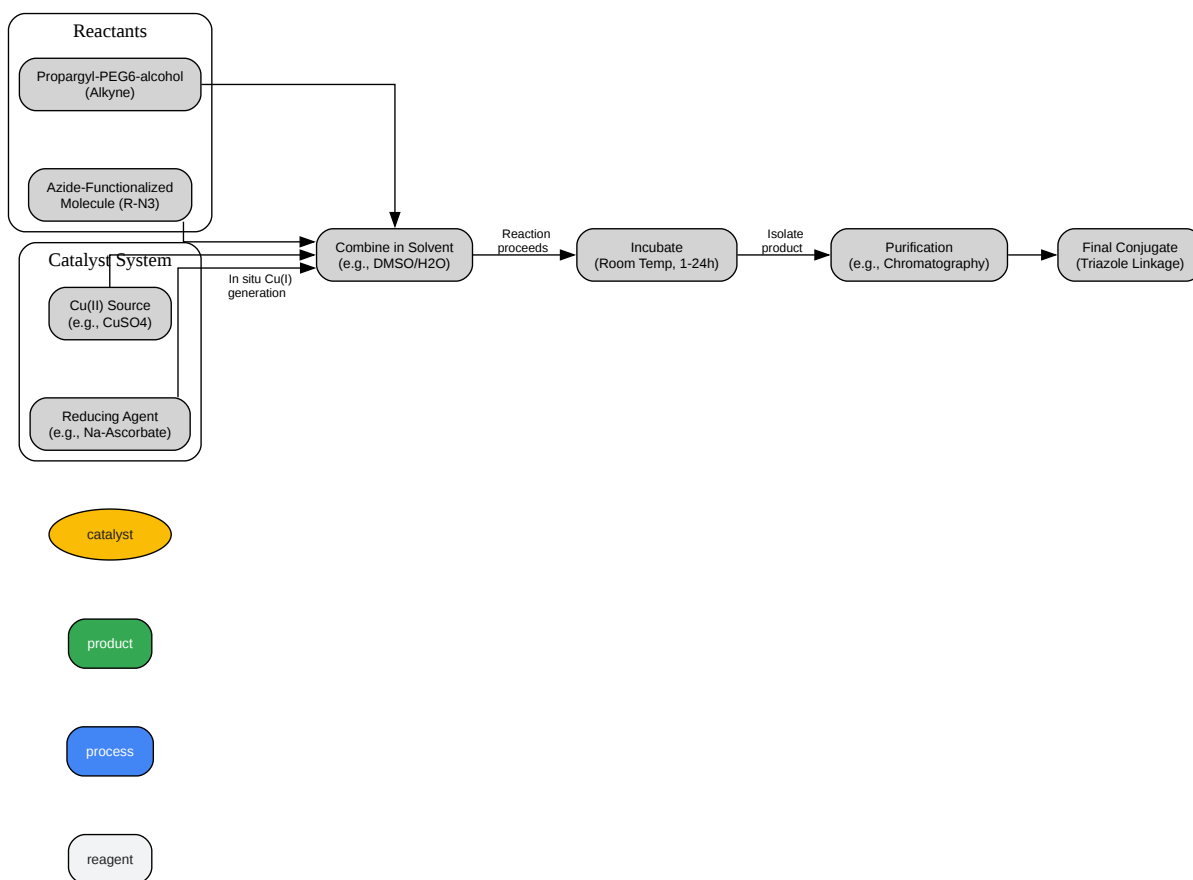 Reactants
Propargyl-PEG6-alcohol
(Alkyne)
Azide-Functionalized
Molecule (R-N3)
Catalyst System
Cu(II) Source
(e.g., CuSO4)
Reducing Agent
(e.g., Na-Ascorbate)
In situ Cu(I)
generation
Combine in Solvent
(e.g., DMSO/H2O)
Reaction
proceeds
Incubate
(Room Temp, 1-24h)
Isolate
product
Purification
(e.g., Chromatography)
Final Conjugate
(Triazole Linkage)
catalyst
product
process
reagent